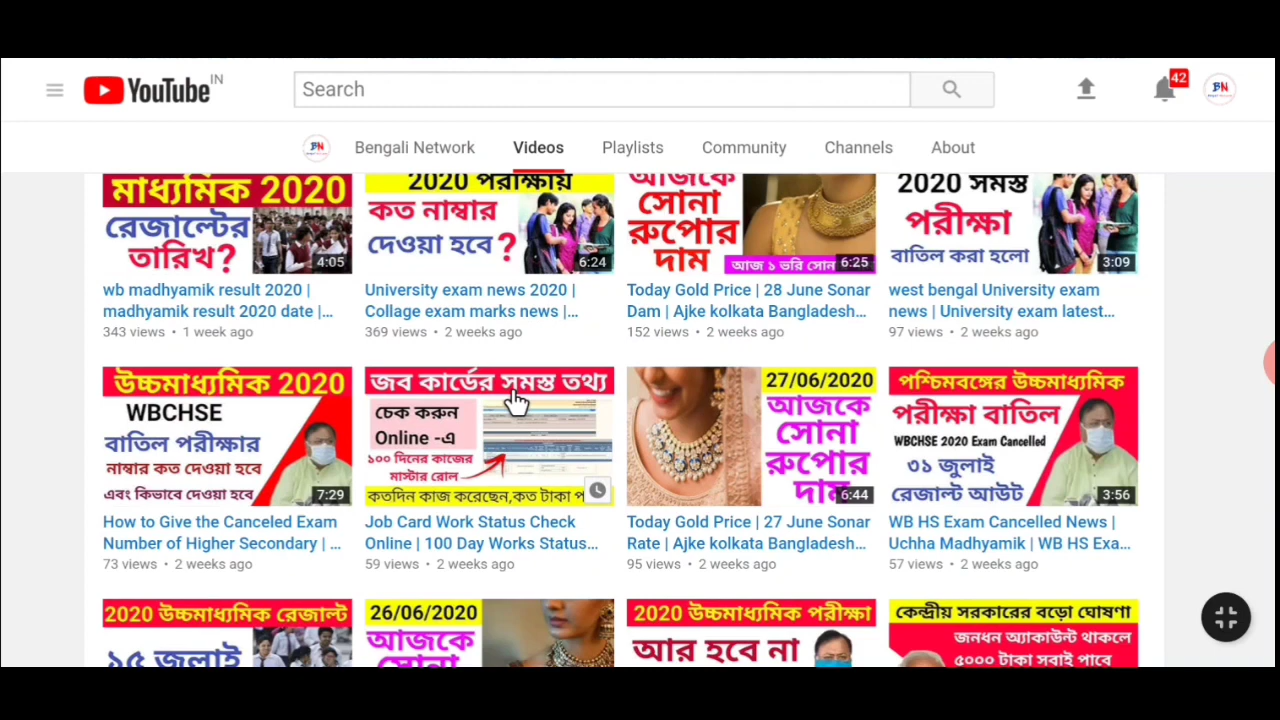 YouTube IN
Search
42
BN
BN
Bengali Network
Videos
Playlists
Community
Channels
About
মাধ্যমিক 2020
রেজাল্টের
তারিখ?
4:05
wb madhyamik result 2020 |
madhyamik result 2020 date |...
343 views • 1 week ago
2020 পরীক্ষায়
কত নাম্বার
দেওয়া হবে ?
6:24
University exam news 2020 |
Collage exam marks news |...
369 views • 2 weeks ago
আজকে
সোনা
রুপোর
দাম
আজ ১ ভরি সোন
6:25
Today Gold Price | 28 June Sonar
Dam | Ajke kolkata Bangladesh...
152 views • 2 weeks ago
2020 সমস্ত
পরীক্ষা
বাতিল করা হলো
3:09
west bengal University exam
news | University exam latest...
97 views • 2 weeks ago
উচ্চমাধ্যমিক 2020
WBCHSE
বাতিল পরীক্ষার
নাম্বার কত দেওয়া হবে
এবং কিভাবে দেওয়া হবে
7:29
How to Give the Canceled Exam
Number of Higher Secondary | ...
73 views • 2 weeks ago
জব কার্ডের সমস্ত তথ্য
চেক করুন
Online -এ
১০০ দিনের কাজের
মাস্টার রোল
কতদিন কাজ করেছেন,কত টাকা প
Job Card Work Status Check
Online | 100 Day Works Status...
59 views • 2 weeks ago
27/06/2020
আজকে
সোনা
রুপোর
দাম
6:44
Today Gold Price | 27 June Sonar
Rate | Ajke kolkata Bangladesh...
95 views • 2 weeks ago
পশ্চিমবঙ্গের উচ্চমাধ্যমিক
পরীক্ষা বাতিল
WBCHSE 2020 Exam Cancelled
৩১ জুলাই
রেজাল্ট আউট
3:56
WB HS Exam Cancelled News |
Uchha Madhyamik | WB HS Exa...
57 views • 2 weeks ago
2020 উচ্চমাধ্যমিক রেজাল্ট
১৫ জুলাই
26/06/2020
আজকে
সোনা
2020 উচ্চমাধ্যমিক পরীক্ষা
আর হবে না
কেন্দ্রীয় সরকারের বড়ো ঘোষণা
জনধন অ্যাকাউন্ট থাকলে
৫০০০ টাকা সবাই পাবে